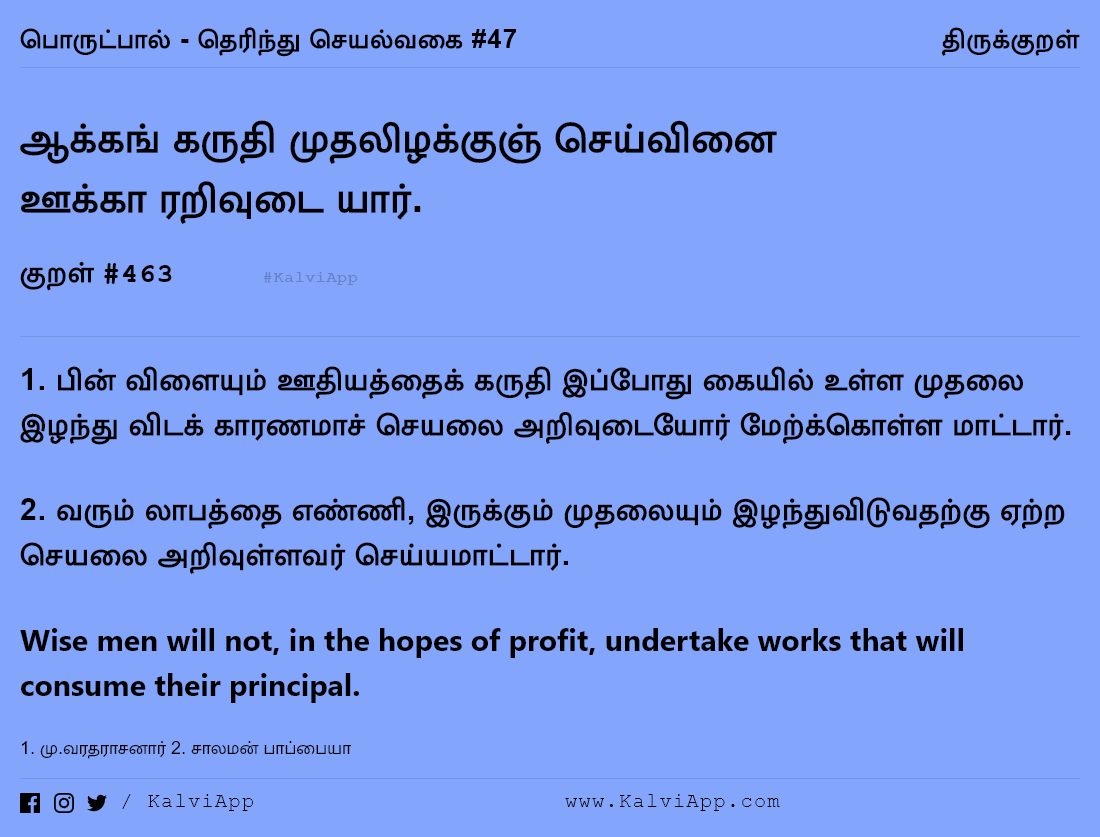 பொருட்பால் - தெரிந்து செயல்வகை #47
திருக்குறள்
ஆக்கங் கருதி முதலிழக்குஞ் செய்வினை
ஊக்கா ரறிவுடை யார்.
குறள் #463
#KalviApp
1. பின் விளையும் ஊதியத்தைக் கருதி இப்போது கையில் உள்ள முதலை
இழந்து விடக் காரணமாச் செயலை அறிவுடையோர் மேற்க்கொள்ள மாட்டார்.
2. வரும் லாபத்தை எண்ணி, இருக்கும் முதலையும் இழந்துவிடுவதற்கு ஏற்ற
செயலை அறிவுள்ளவர் செய்யமாட்டார்.
Wise men will not, in the hopes of profit, undertake works that will
consume their principal.
1. மு.வரதராசனார் 2. சாலமன் பாப்பையா
/ KalviApp
www.KalviApp.com